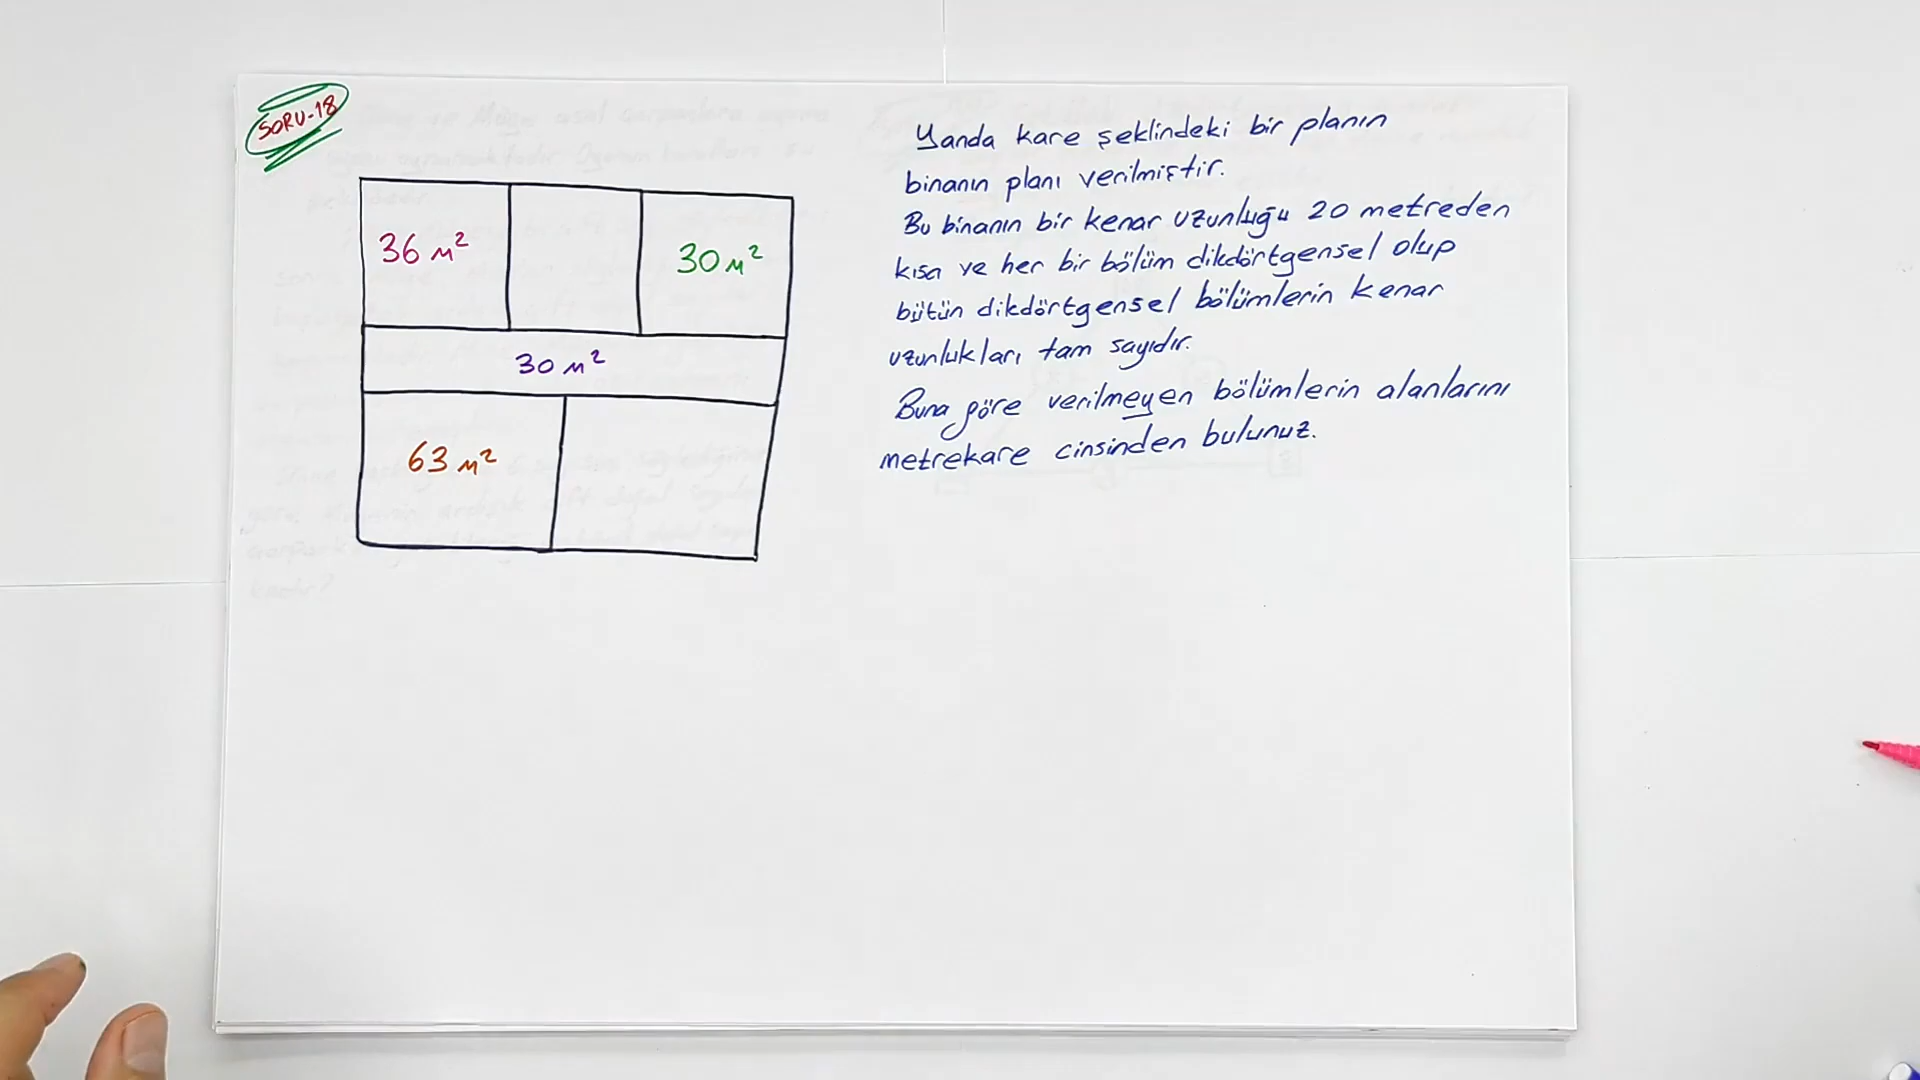 SORU-18
36 m²
30 m²
30 m²
63 m²
Yanda kare şeklindeki bir planın
binanın planı verilmiştir.
Bu binanın bir kenar uzunluğu 20 metreden
kısa ve her bir bölüm dikdörtgensel olup
bütün dikdörtgensel bölümlerin kenar
uzunlukları tam sayıdır.
Buna göre verilmeyen bölümlerin alanlarını
metrekare cinsinden bulunuz.